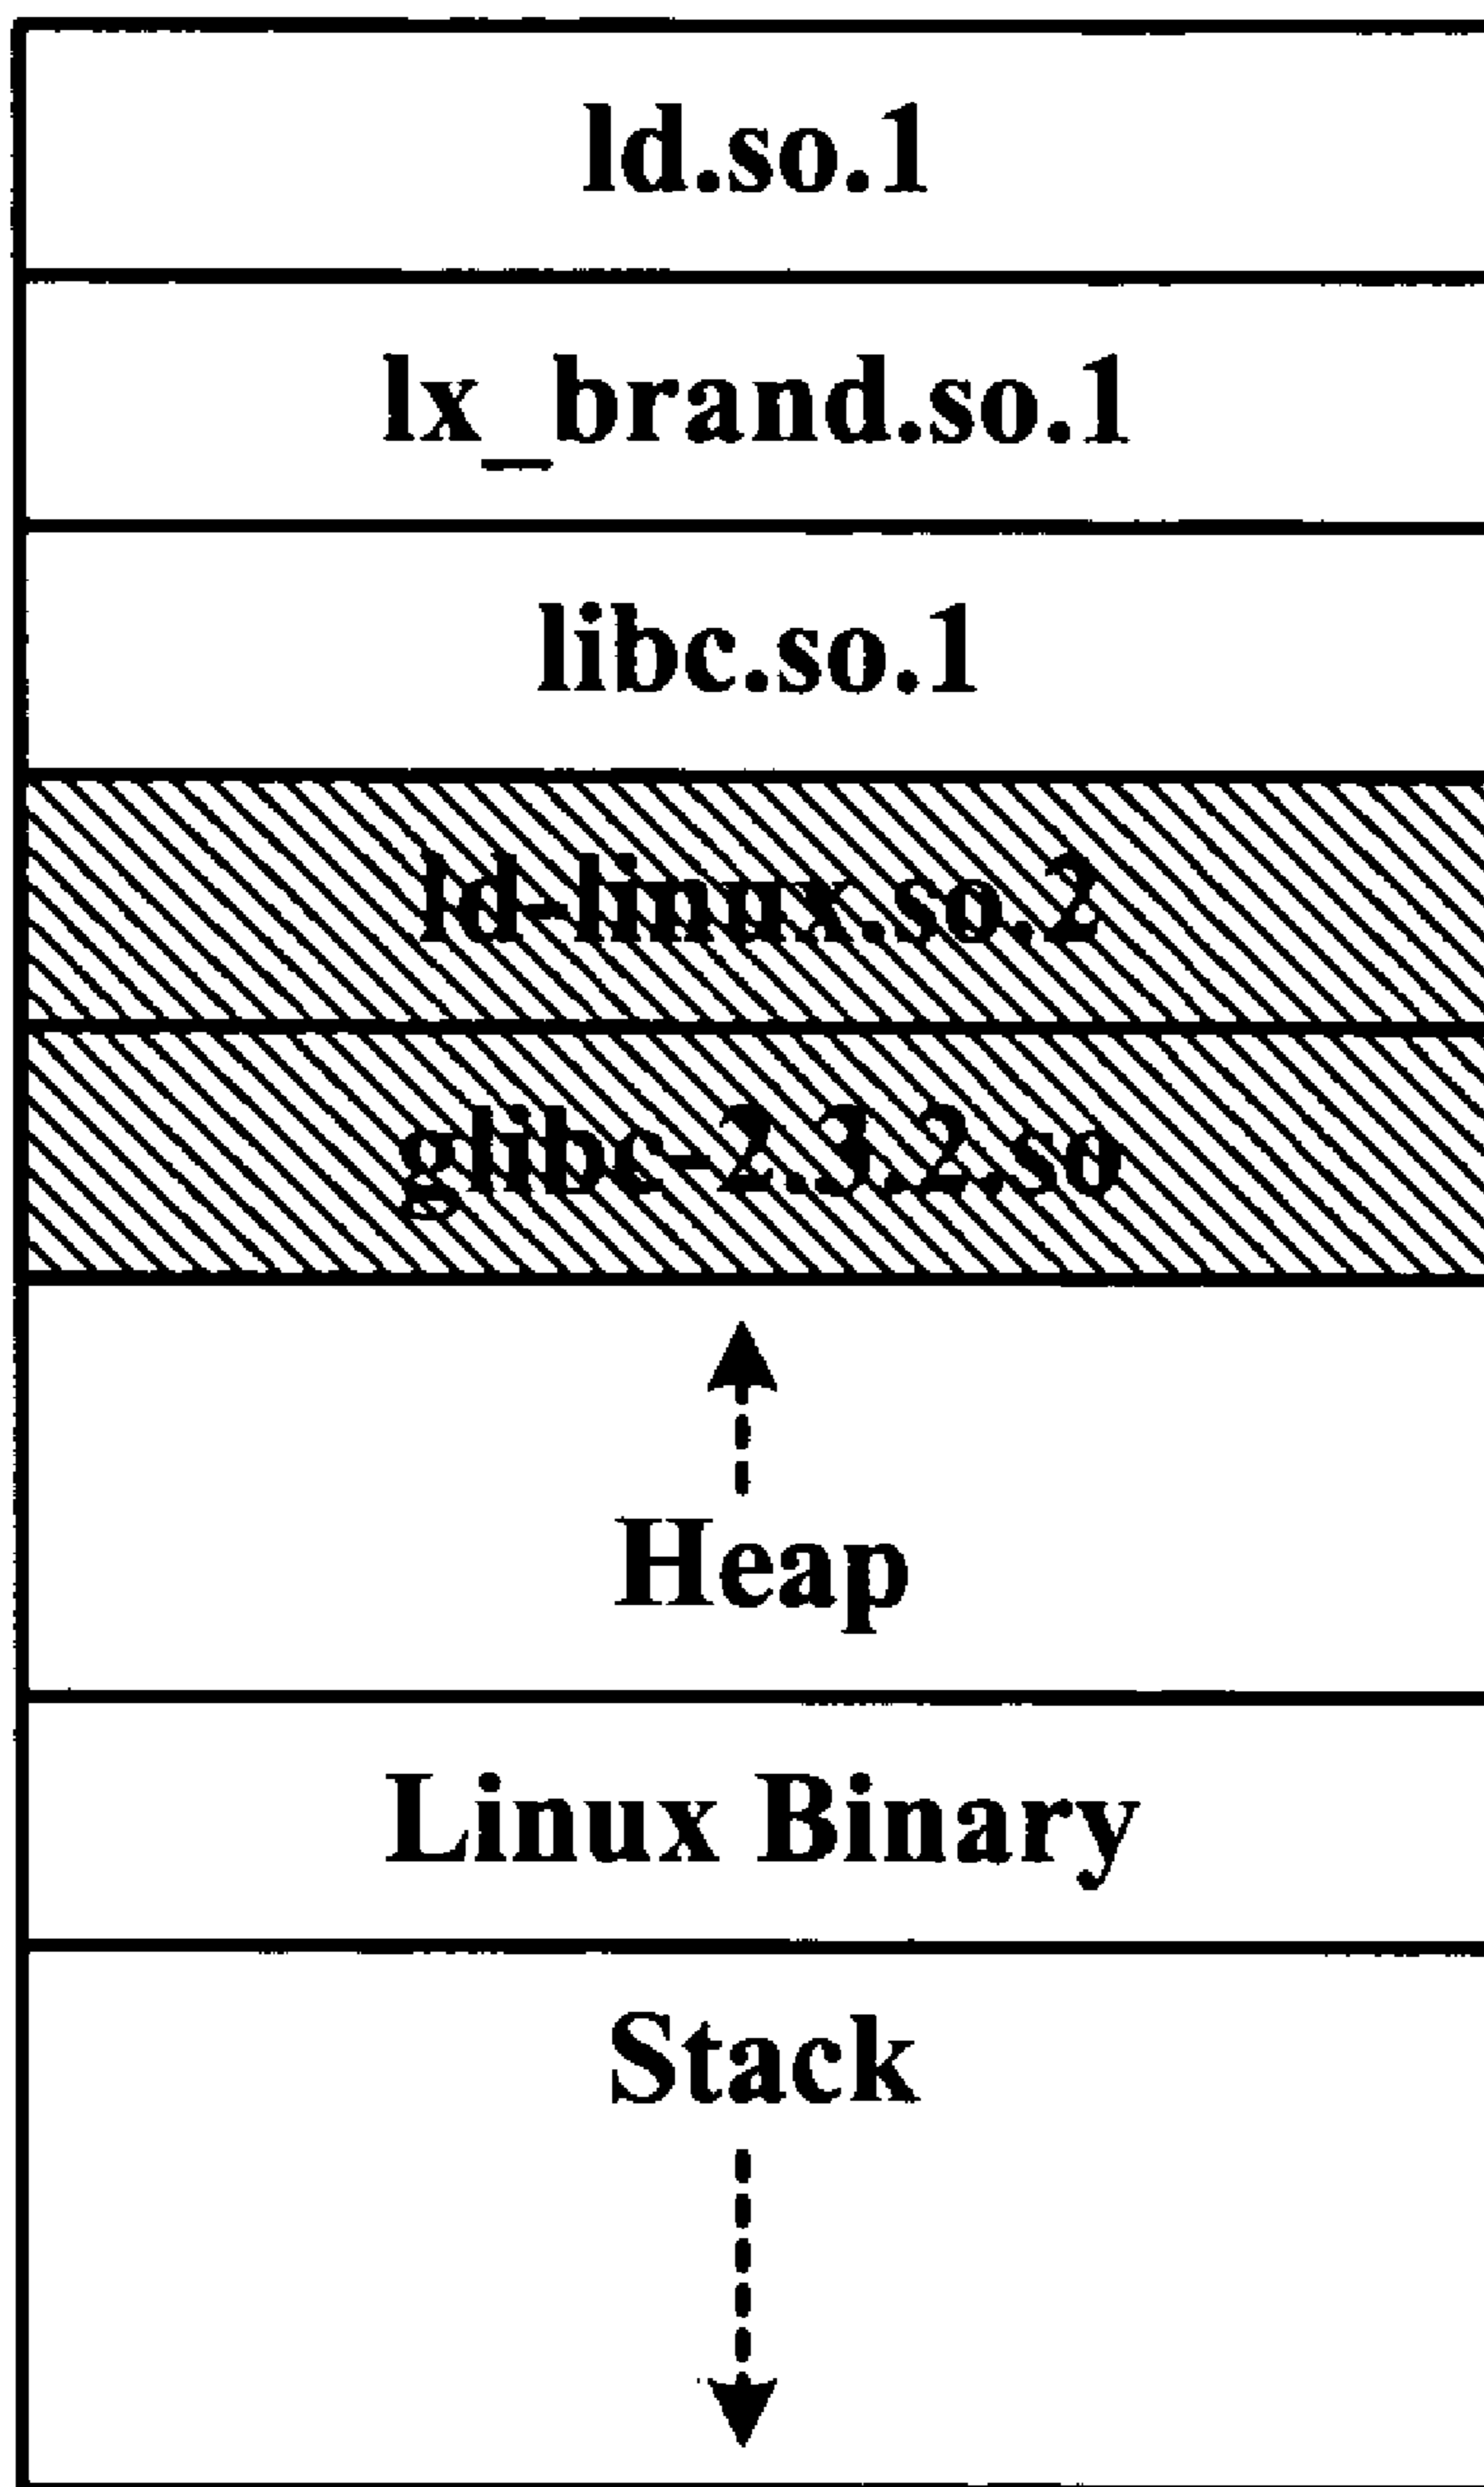 ld.so.1
lx_brand.so.1
libc.so.1
ld-linux.so.2
glibc-2.3.2.so
Heap
Linux Binary
Stack